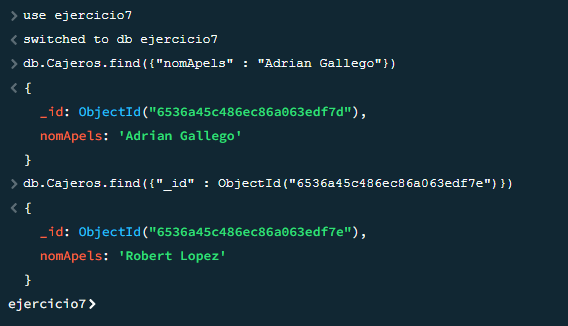 > use ejercicio7
< switched to db ejercicio7
> db.Cajeros.find({"nomApels" : "Adrian Gallego"})
< {
_id: ObjectId("6536a45c486ec86a063edf7d"),
nomApels: 'Adrian Gallego'
}
> db.Cajeros.find({"_id" : ObjectId("6536a45c486ec86a063edf7e")})
< {
_id: ObjectId("6536a45c486ec86a063edf7e"),
nomApels: 'Robert Lopez'
}
ejercicio7>